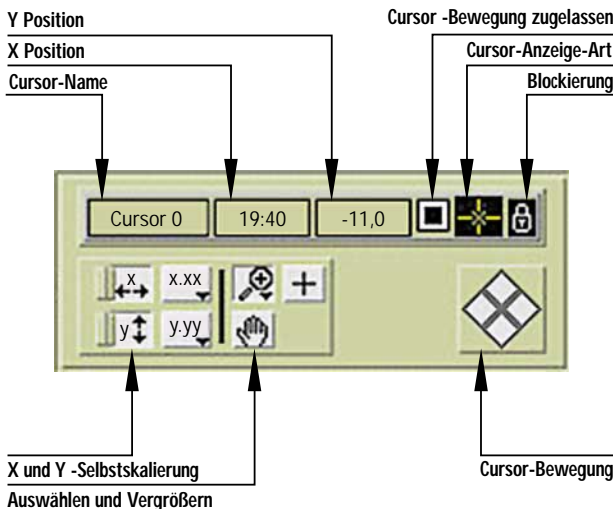 Y Position
Cursor -Bewegung zugelassen
X Position
Cursor-Anzeige-Art
Cursor-Name
Blockierung
Cursor 0 19:40 -11,0
x x.xx
y y.yy
X und Y -Selbstskalierung
Cursor-Bewegung
Auswählen und Vergrößern